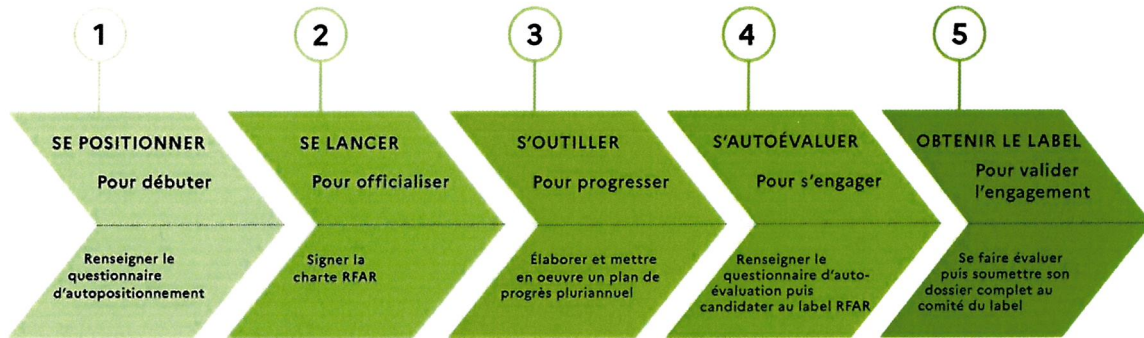 1
SE POSITIONNER
Pour débuter
Renseigner le
questionnaire
d'autopositionnement
2
SE LANCER
Pour officialiser
Signer la
charte RFAR
3
S'OUTILLER
Pour progresser
Élaborer et mettre
en oeuvre un plan de
progrès pluriannuel
4
S'AUTOÉVALUER
Pour s'engager
Renseigner le
questionnaire d'auto-
évaluation puis
candidater au label RFAR
5
OBTENIR LE LABEL
Pour valider
l'engagement
Se faire évaluer
puis soumettre son
dossier complet au
comité du label